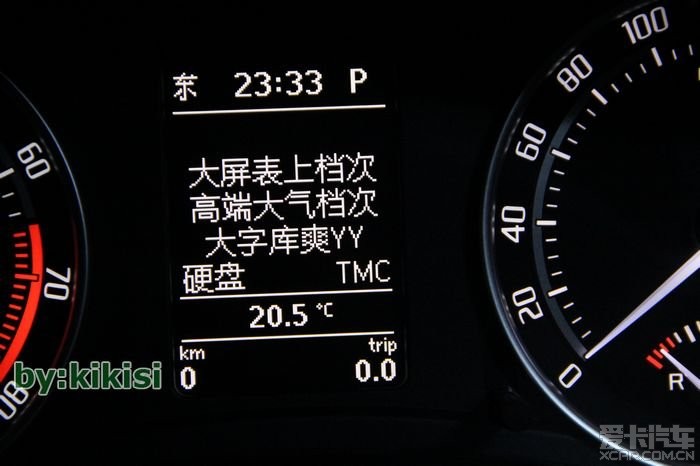 东 23:33 P
大屏表上档次
高端大气档次
大字库爽YY
硬盘 TMC
20.5 °C
km trip
0 0.0
60
70
80
by:kikisi
0
20
40
60
80
100
R
爱卡汽车
XCAR.COM.CN